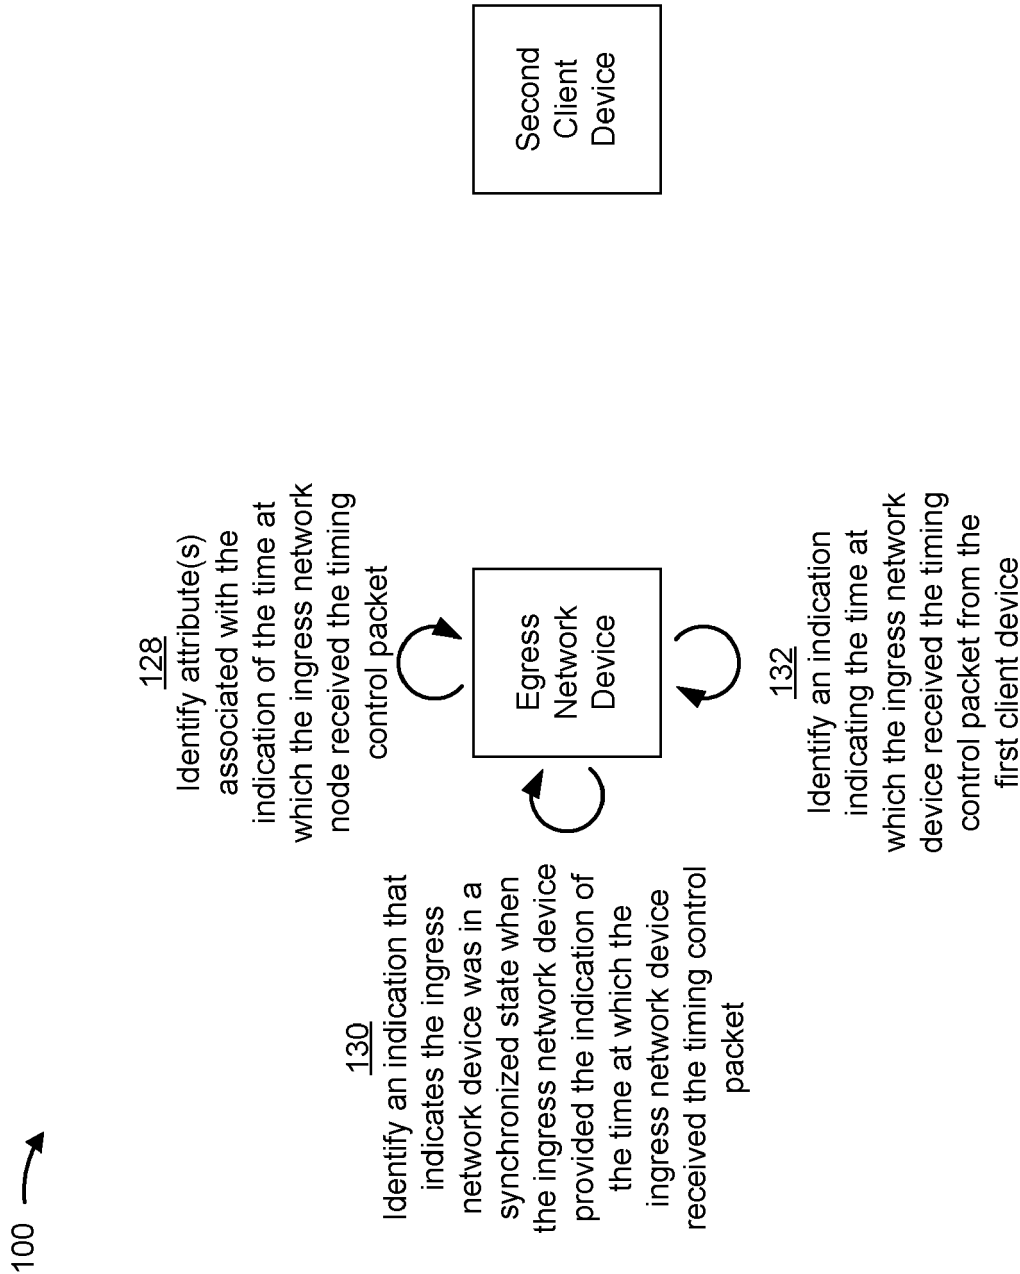 100
128
Identify attribute(s)
associated with the
indication of the time at
which the ingress network
node received the timing
control packet
130
Identify an indication that
indicates the ingress
network device was in a
synchronized state when
the ingress network device
provided the indication of
the time at which the
ingress network device
received the timing control
packet
Egress
Network
Device
Second
Client
Device
132
Identify an indication
indicating the time at
which the ingress network
device received the timing
control packet from the
first client device